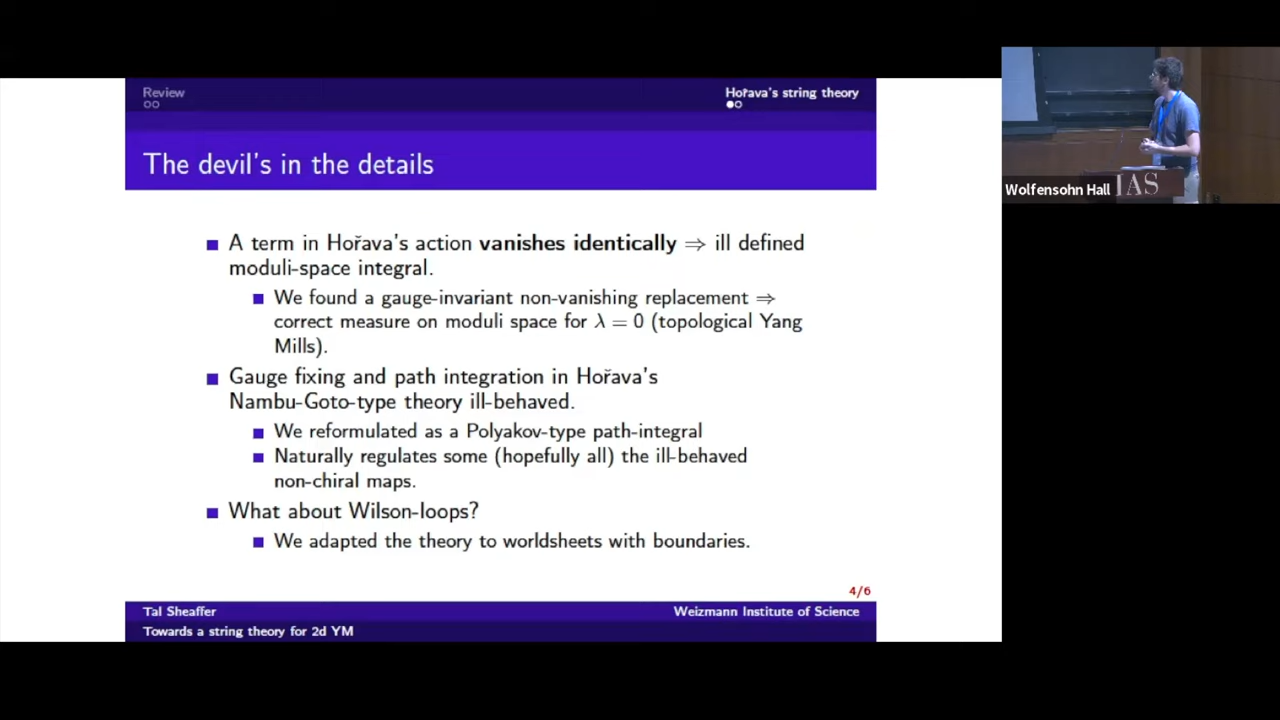 Review
Hořava's string theory
The devil's in the details
A term in Hořava's action vanishes identically ⇒ ill defined
moduli-space integral.
We found a gauge-invariant non-vanishing replacement ⇒
correct measure on moduli space for λ = 0 (topological Yang
Mills).
Gauge fixing and path integration in Hořava's
Nambu-Goto-type theory ill-behaved.
We reformulated as a Polyakov-type path-integral
Naturally regulates some (hopefully all) the ill-behaved
non-chiral maps.
What about Wilson-loops?
We adapted the theory to worldsheets with boundaries.
4/6
Tal Sheaffer
Weizmann Institute of Science
Towards a string theory for 2d YM
Wolfensohn Hall
IAS